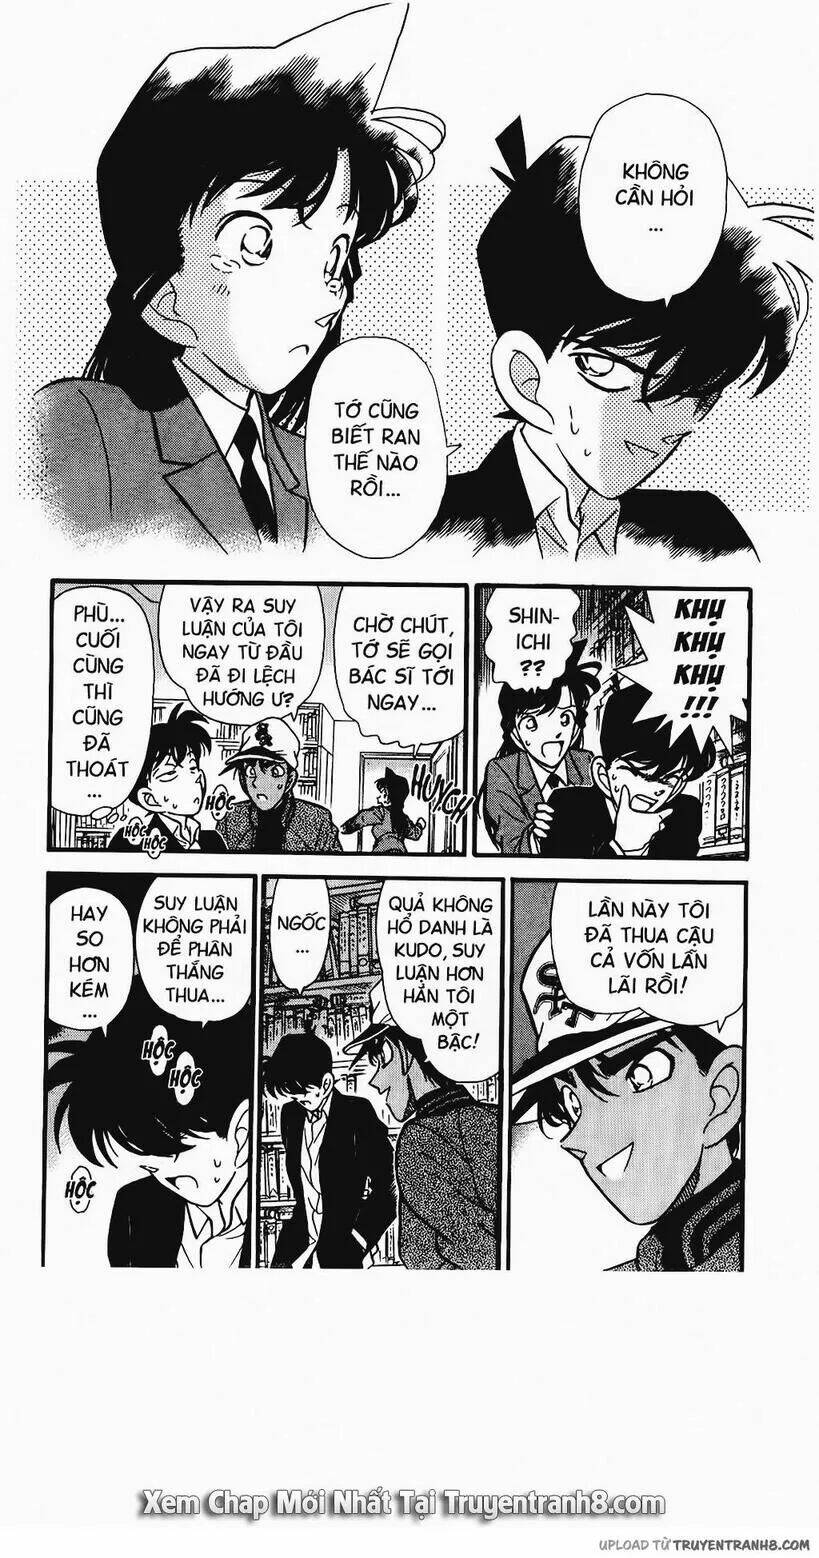 KHÔNG
CẦN HỎI
...
TỚ CŨNG
BIẾT RAN
THẾ NÀO
RỒI...
KHỤ
KHỤ
KHỤ
!!!
SHIN-
ICHI
??
CHỜ CHÚT,
TỚ SẼ GỌI
BÁC SĨ TỚI
NGAY...
HUỴCH
VẬY RA SUY
LUẬN CỦA TÔI
NGAY TỪ ĐẦU
ĐÃ ĐI LỆCH
HƯỚNG Ư?
PHÙ...
CUỐI
CÙNG
THÌ
CŨNG
ĐÃ
THOÁT
...
HỘC
HỘC
HỘC
LẦN NÀY TÔI
ĐÃ THUA CẬU
CẢ VỐN LẪN
LÃI RỒI!
QUẢ KHÔNG
HỔ DANH LÀ
KUDO, SUY
LUẬN HƠN
HẲN TÔI
MỘT
BẬC!
NGỐC
...
SUY LUẬN
KHÔNG PHẢI
ĐỂ PHÂN
THẮNG
THUA...
HAY
SO
HƠN
KÉM
...
HỘC
HỘC
HỘC
Xem Chap Mới Nhất Tại Truyentranh8.com
UPLOAD TỪ TRUYENTRANH8.COM